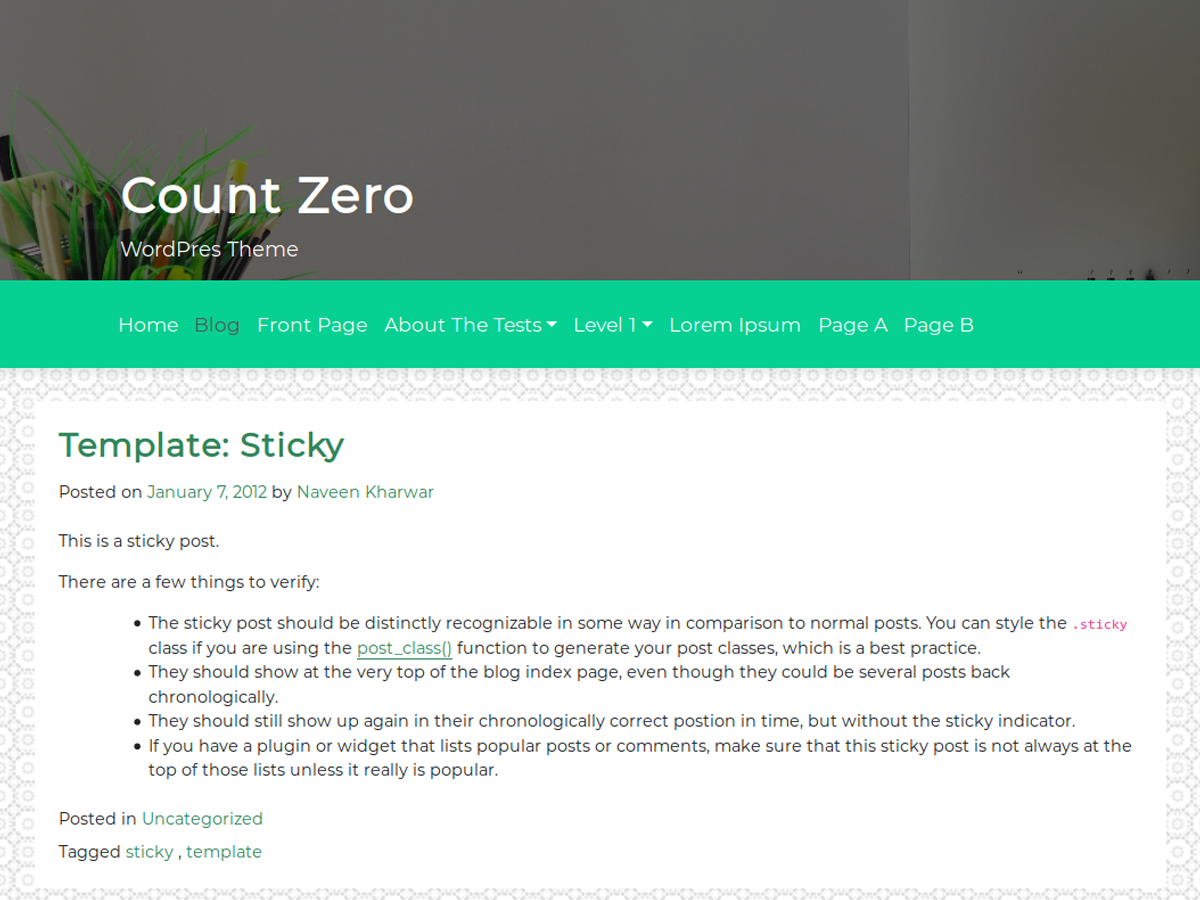 Count Zero
WordPres Theme
Home Blog Front Page About The Tests Level 1 Lorem Ipsum Page A Page B
Template: Sticky
Posted on January 7, 2012 by Naveen Kharwar
This is a sticky post.
There are a few things to verify:
The sticky post should be distinctly recognizable in some way in comparison to normal posts. You can style the .sticky
class if you are using the post_class() function to generate your post classes, which is a best practice.
They should show at the very top of the blog index page, even though they could be several posts back
chronologically.
They should still show up again in their chronologically correct postion in time, but without the sticky indicator.
If you have a plugin or widget that lists popular posts or comments, make sure that this sticky post is not always at the
top of those lists unless it really is popular.
Posted in Uncategorized
Tagged sticky , template